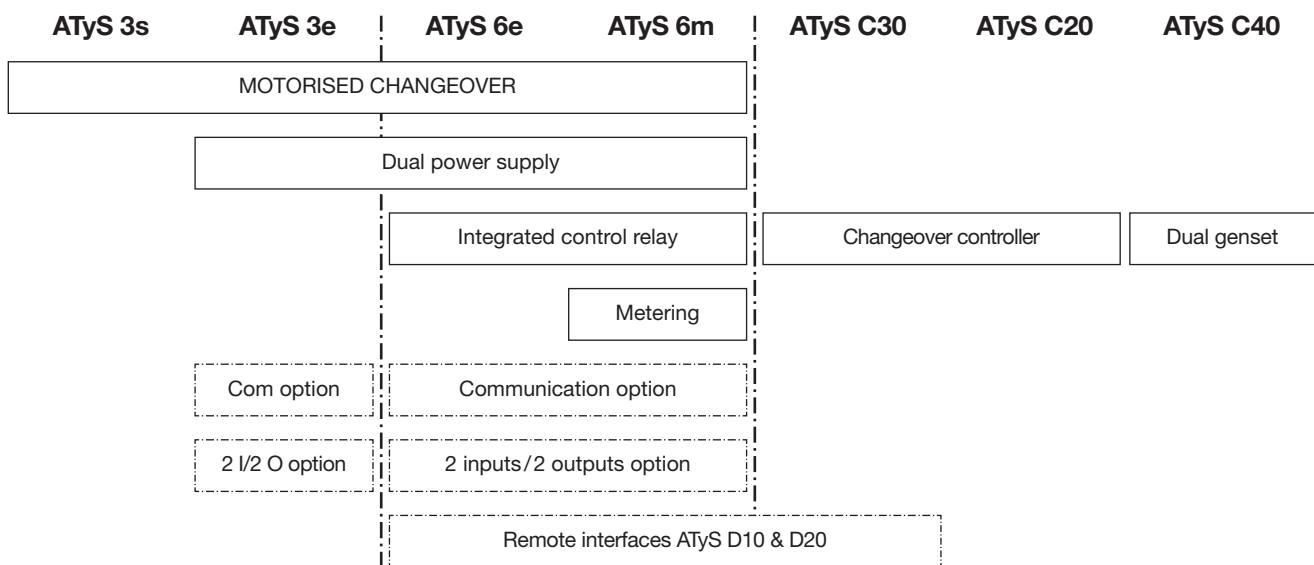 ATyS 3s ATyS 3e ATyS 6e ATyS 6m ATyS C30 ATyS C20 ATyS C40
MOTORISED CHANGEOVER
Dual power supply
Integrated control relay Changeover controller Dual genset
Metering
Com option Communication option
2 I/2 O option 2 inputs/2 outputs option
Remote interfaces ATyS D10 & D20